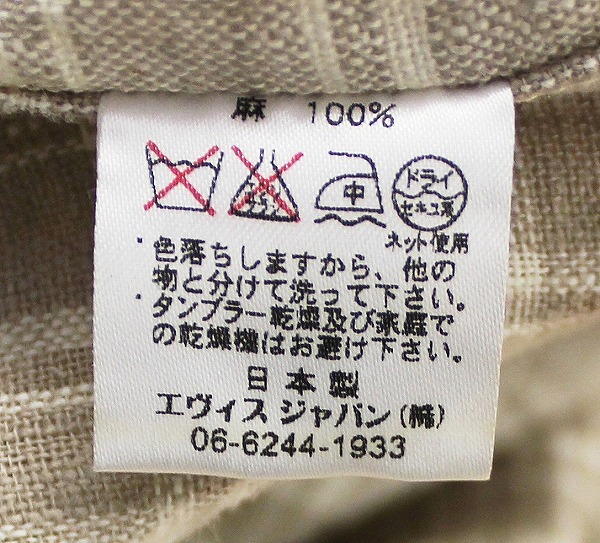 麻 100%
中 ドライ
セキユ系
ネット使用
・色落ちしますから、他の
物と分けて洗って下さい。
・タンブラー乾燥及び家庭で
の乾燥機はお避け下さい。
日本製
エヴィス ジャパン(株)
06-6244-1933